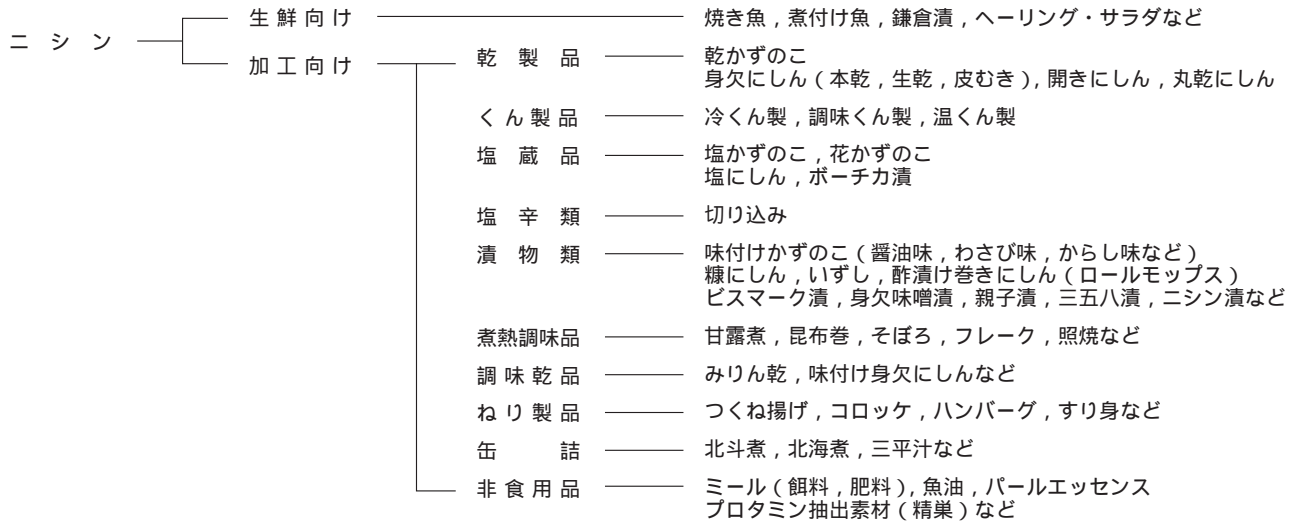 ニシン
生鮮向け 焼き魚，煮付け魚，鎌倉漬，ヘーリング・サラダなど
加工向け
乾製品 乾かずのこ
身欠にしん（本乾，生乾，皮むき），開きにしん，丸乾にしん
くん製品 冷くん製，調味くん製，温くん製
塩蔵品 塩かずのこ，花かずのこ
塩にしん，ボーチカ漬
塩辛類 切り込み
漬物類 味付けかずのこ（醤油味，わさび味，からし味など）
糠にしん，いずし，酢漬け巻きにしん（ロールモップス）
ビスマーク漬，身欠味噌漬，親子漬，三五八漬，ニシン漬など
煮熱調味品 甘露煮，昆布巻，そぼろ，フレーク，照焼など
調味乾品 みりん乾，味付け身欠にしんなど
ねり製品 つくね揚げ，コロッケ，ハンバーグ，すり身など
缶詰 北斗煮，北海煮，三平汁など
非食用品 ミール（餌料，肥料），魚油，パールエッセンス
プロタミン抽出素材（精巣）など